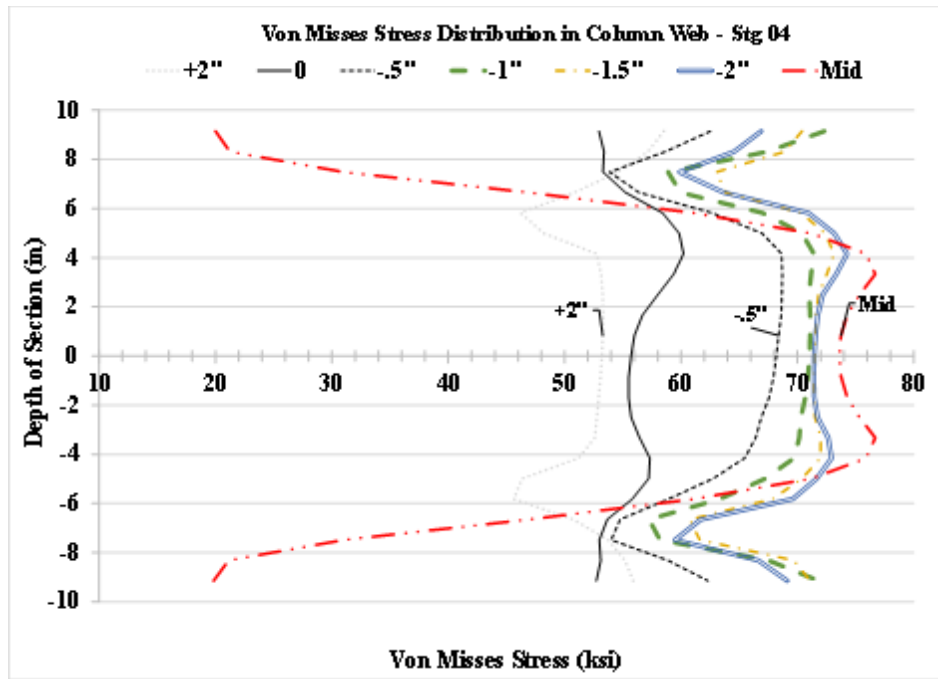 Von Misses Stress Distribution in Column Web - Stg 04
+2" 0 -.5" -1" -1.5" -2" Mid
10
8
6
4
2
0
-2
-4
-6
-8
-10
Depth of Section (in)
+2"
-.5"
Mid
10 20 30 40 50 60 70 80
Von Misses Stress (ksi)